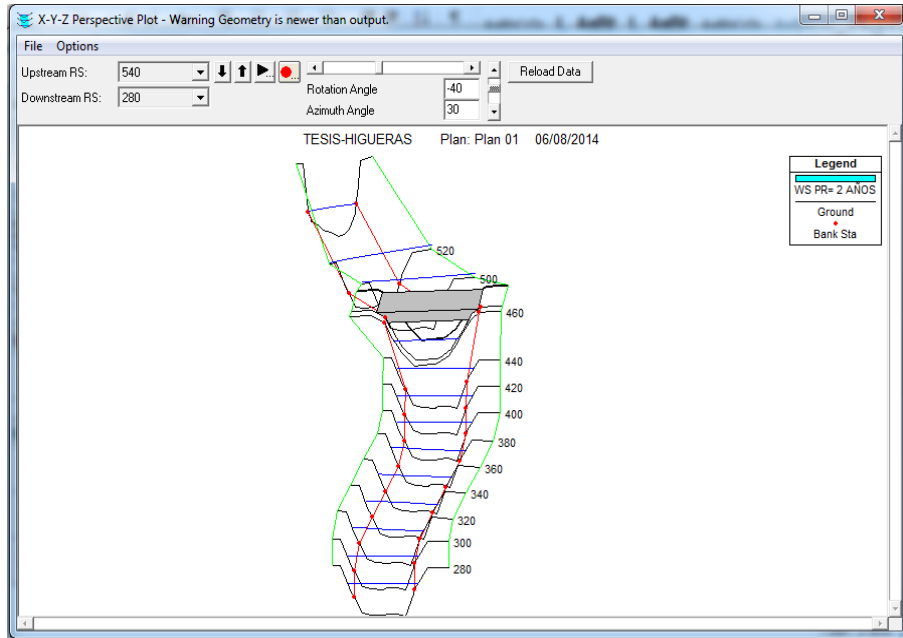 X-Y-Z Perspective Plot - Warning Geometry is newer than output.
File Options
Upstream RS: 540
Downstream RS: 280
Rotation Angle -40
Azimuth Angle 30
Reload Data
TESIS-HIGUERAS Plan: Plan 01 06/08/2014
Legend
WS PR= 2 AÑOS
Ground
Bank Sta
520
500
460
440
420
400
380
360
340
320
300
280